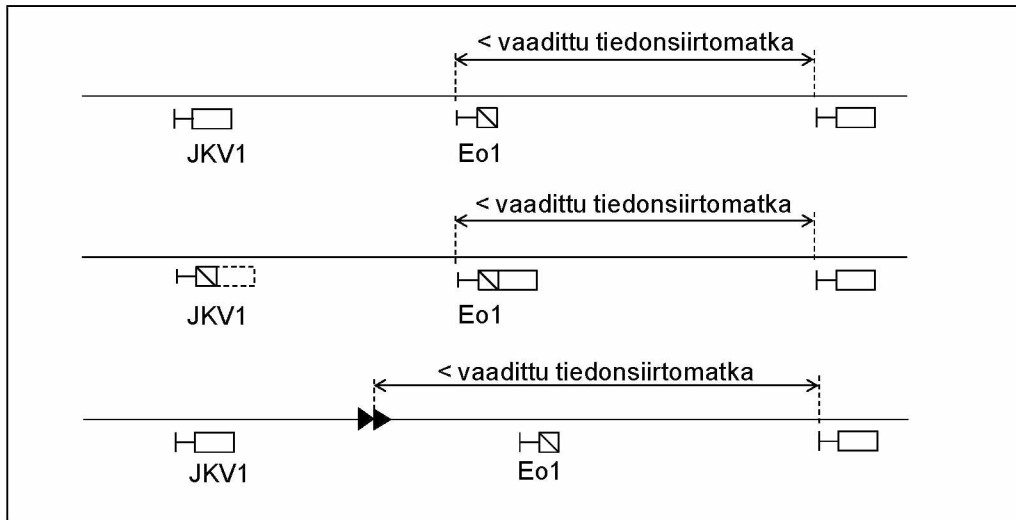 < vaadittu tiedonsiirtomatka
JKV1
Eo1
< vaadittu tiedonsiirtomatka
JKV1
Eo1
< vaadittu tiedonsiirtomatka
JKV1
Eo1